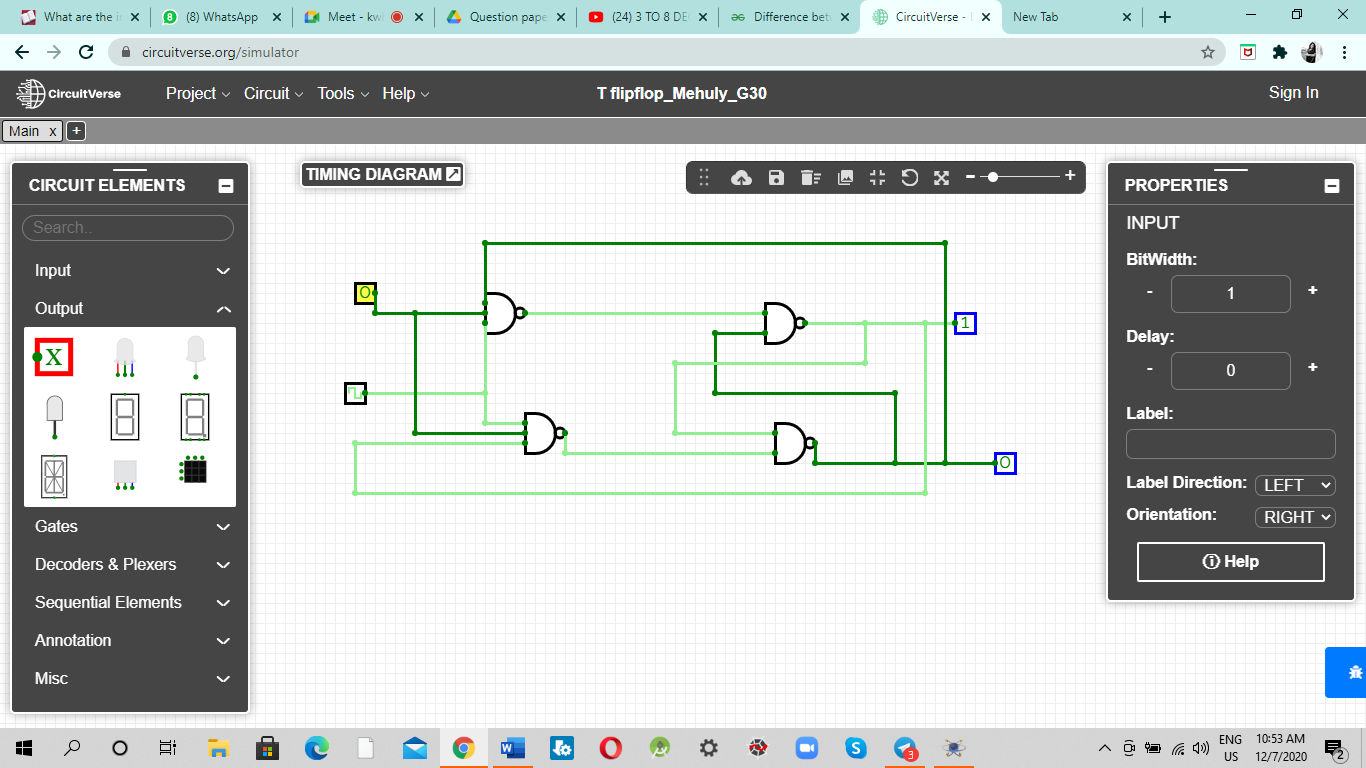 What are the i
(8) WhatsApp
Meet - kw
Question pape
(24) 3 TO 8 DE
Difference bet
CircuitVerse -
New Tab
circuitverse.org/simulator
CircuitVerse
Project
Circuit
Tools
Help
T flipflop_Mehuly_G30
Sign In
Main x +
CIRCUIT ELEMENTS
Search..
Input
Output
X
Gates
Decoders & Plexers
Sequential Elements
Annotation
Misc
TIMING DIAGRAM
- +
0
1
0
PROPERTIES
INPUT
BitWidth:
- 1 +
Delay:
- 0 +
Label:
Label Direction: LEFT
Orientation: RIGHT
Help
3
ENG
US
10:53 AM
12/7/2020
2